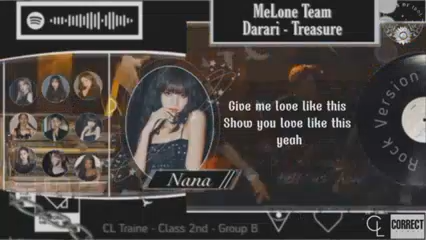 MeLone Team
Darari - Treasure
Give me love like this
Show you love like this
yeah
Nana
Rock Version
CL Traine - Class 2nd - Group B
CL
CORRECT